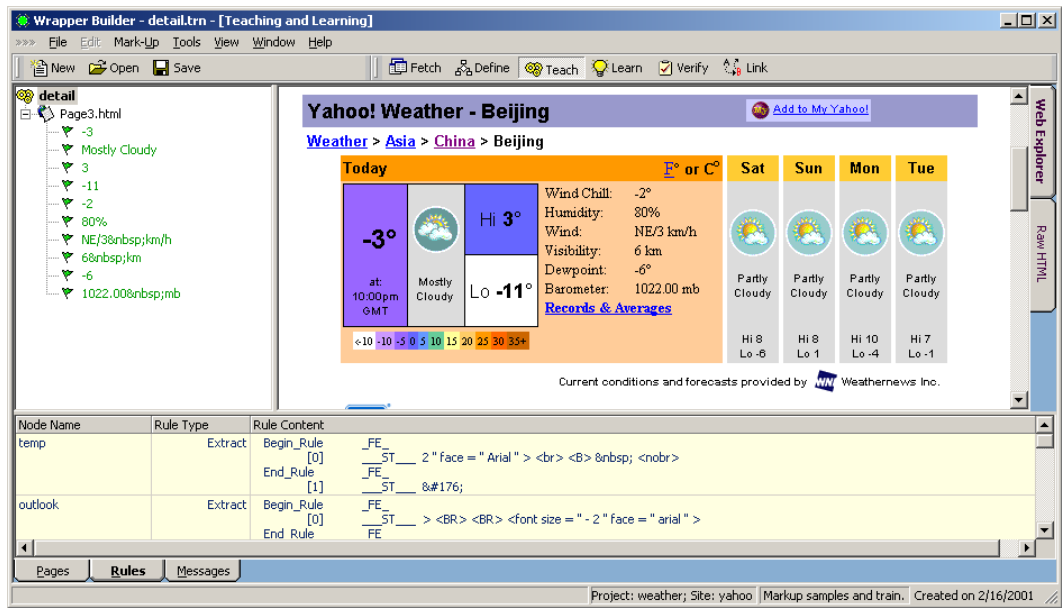 Wrapper Builder - detail.trn - [Teaching and Learning]
»»» File Edit Mark-Up Tools View Window Help
New Open Save Fetch Define Teach Learn Verify Link
detail
Page3.html
-3
Mostly Cloudy
3
-11
-2
80%
NE/3&nbsp;km/h
6&nbsp;km
-6
1022.00&nbsp;mb
Yahoo! Weather - Beijing Add to My Yahoo!
Weather > Asia > China > Beijing
Today F° or C°
-3°
at:
10:00pm
GMT
Mostly
Cloudy
Hi 3°
Lo -11°
Wind Chill: -2°
Humidity: 80%
Wind: NE/3 km/h
Visibility: 6 km
Dewpoint: -6°
Barometer: 1022.00 mb
Records & Averages
<-10 -10 -5 0 5 10 15 20 25 30 35+
Sat Sun Mon Tue
Partly Partly Partly Partly
Cloudy Cloudy Cloudy Cloudy
Hi 8 Hi 8 Hi 10 Hi 7
Lo -6 Lo 1 Lo -4 Lo -1
Current conditions and forecasts provided by WN Weathernews Inc.
Web Explorer
Raw HTML
Node Name Rule Type Rule Content
temp Extract Begin_Rule _FE_
[0] ___ST___ 2 " face = " Arial " > <br> <B> &nbsp; <nobr>
End_Rule _FE_
[1] ___ST___ &#176;
outlook Extract Begin_Rule _FE_
[0] ___ST___ > <BR> <BR> <font size = " - 2 " face = " arial " >
End_Rule _FE_
Pages Rules Messages
Project: weather; Site: yahoo Markup samples and train. Created on 2/16/2001